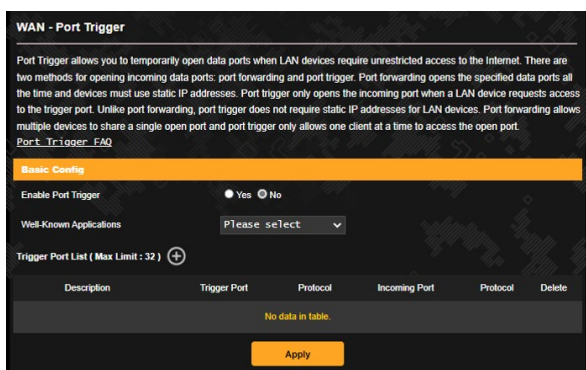 WAN - Port Trigger
Port Trigger allows you to temporarily open data ports when LAN devices require unrestricted access to the Internet. There are
two methods for opening incoming data ports: port forwarding and port trigger. Port forwarding opens the specified data ports all
the time and devices must use static IP addresses. Port trigger only opens the incoming port when a LAN device requests access
to the trigger port. Unlike port forwarding, port trigger does not require static IP addresses for LAN devices. Port forwarding allows
multiple devices to share a single open port and port trigger only allows one client at a time to access the open port.
Port Trigger FAQ
Basic Config
Enable Port Trigger Yes No
Well-Known Applications Please select
Trigger Port List ( Max Limit : 32 )
Description Trigger Port Protocol Incoming Port Protocol Delete
No data in table.
Apply